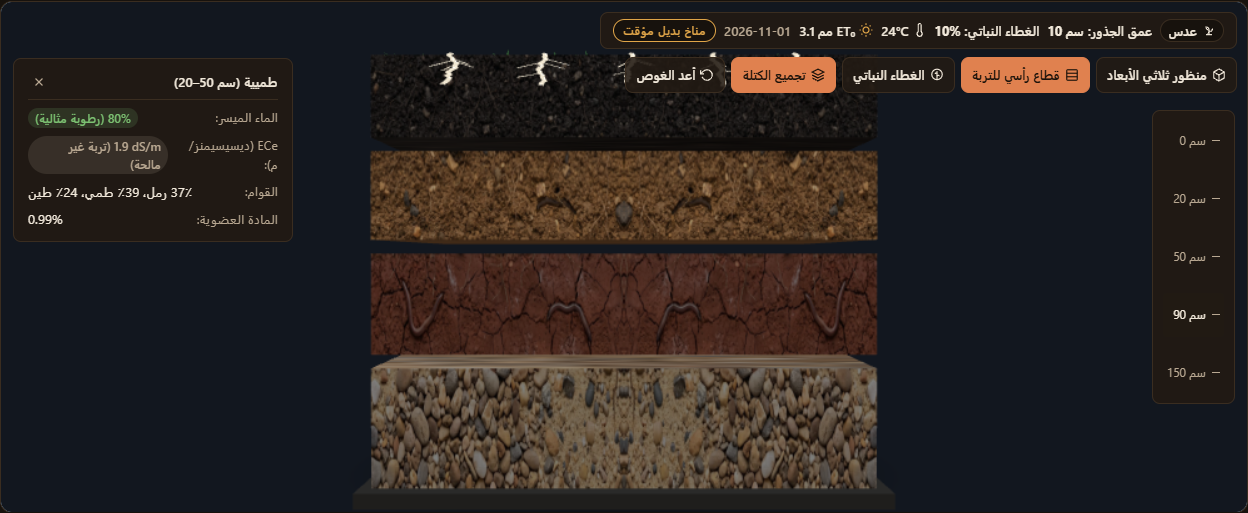 عدس عمق الجذور: سم 10 الغطاء النباتي: 10% 24°C ET₀ مم 3.1 2026-11-01 مناخ بديل مؤقت
منظور ثلاثي الأبعاد قطاع رأسي للتربة الغطاء النباتي تجميع الكتلة أعد الغوص
طميية (سم 50–20)
الماء الميسر: 80% (رطوبة مثالية)
ECe (ديسيسيمنز/م): 1.9 dS/m (تربة غير مالحة)
القوام: 37٪ رمل، 39٪ طمي، 24٪ طين
المادة العضوية: 0.99%
سم 0
سم 20
سم 50
سم 90
سم 150